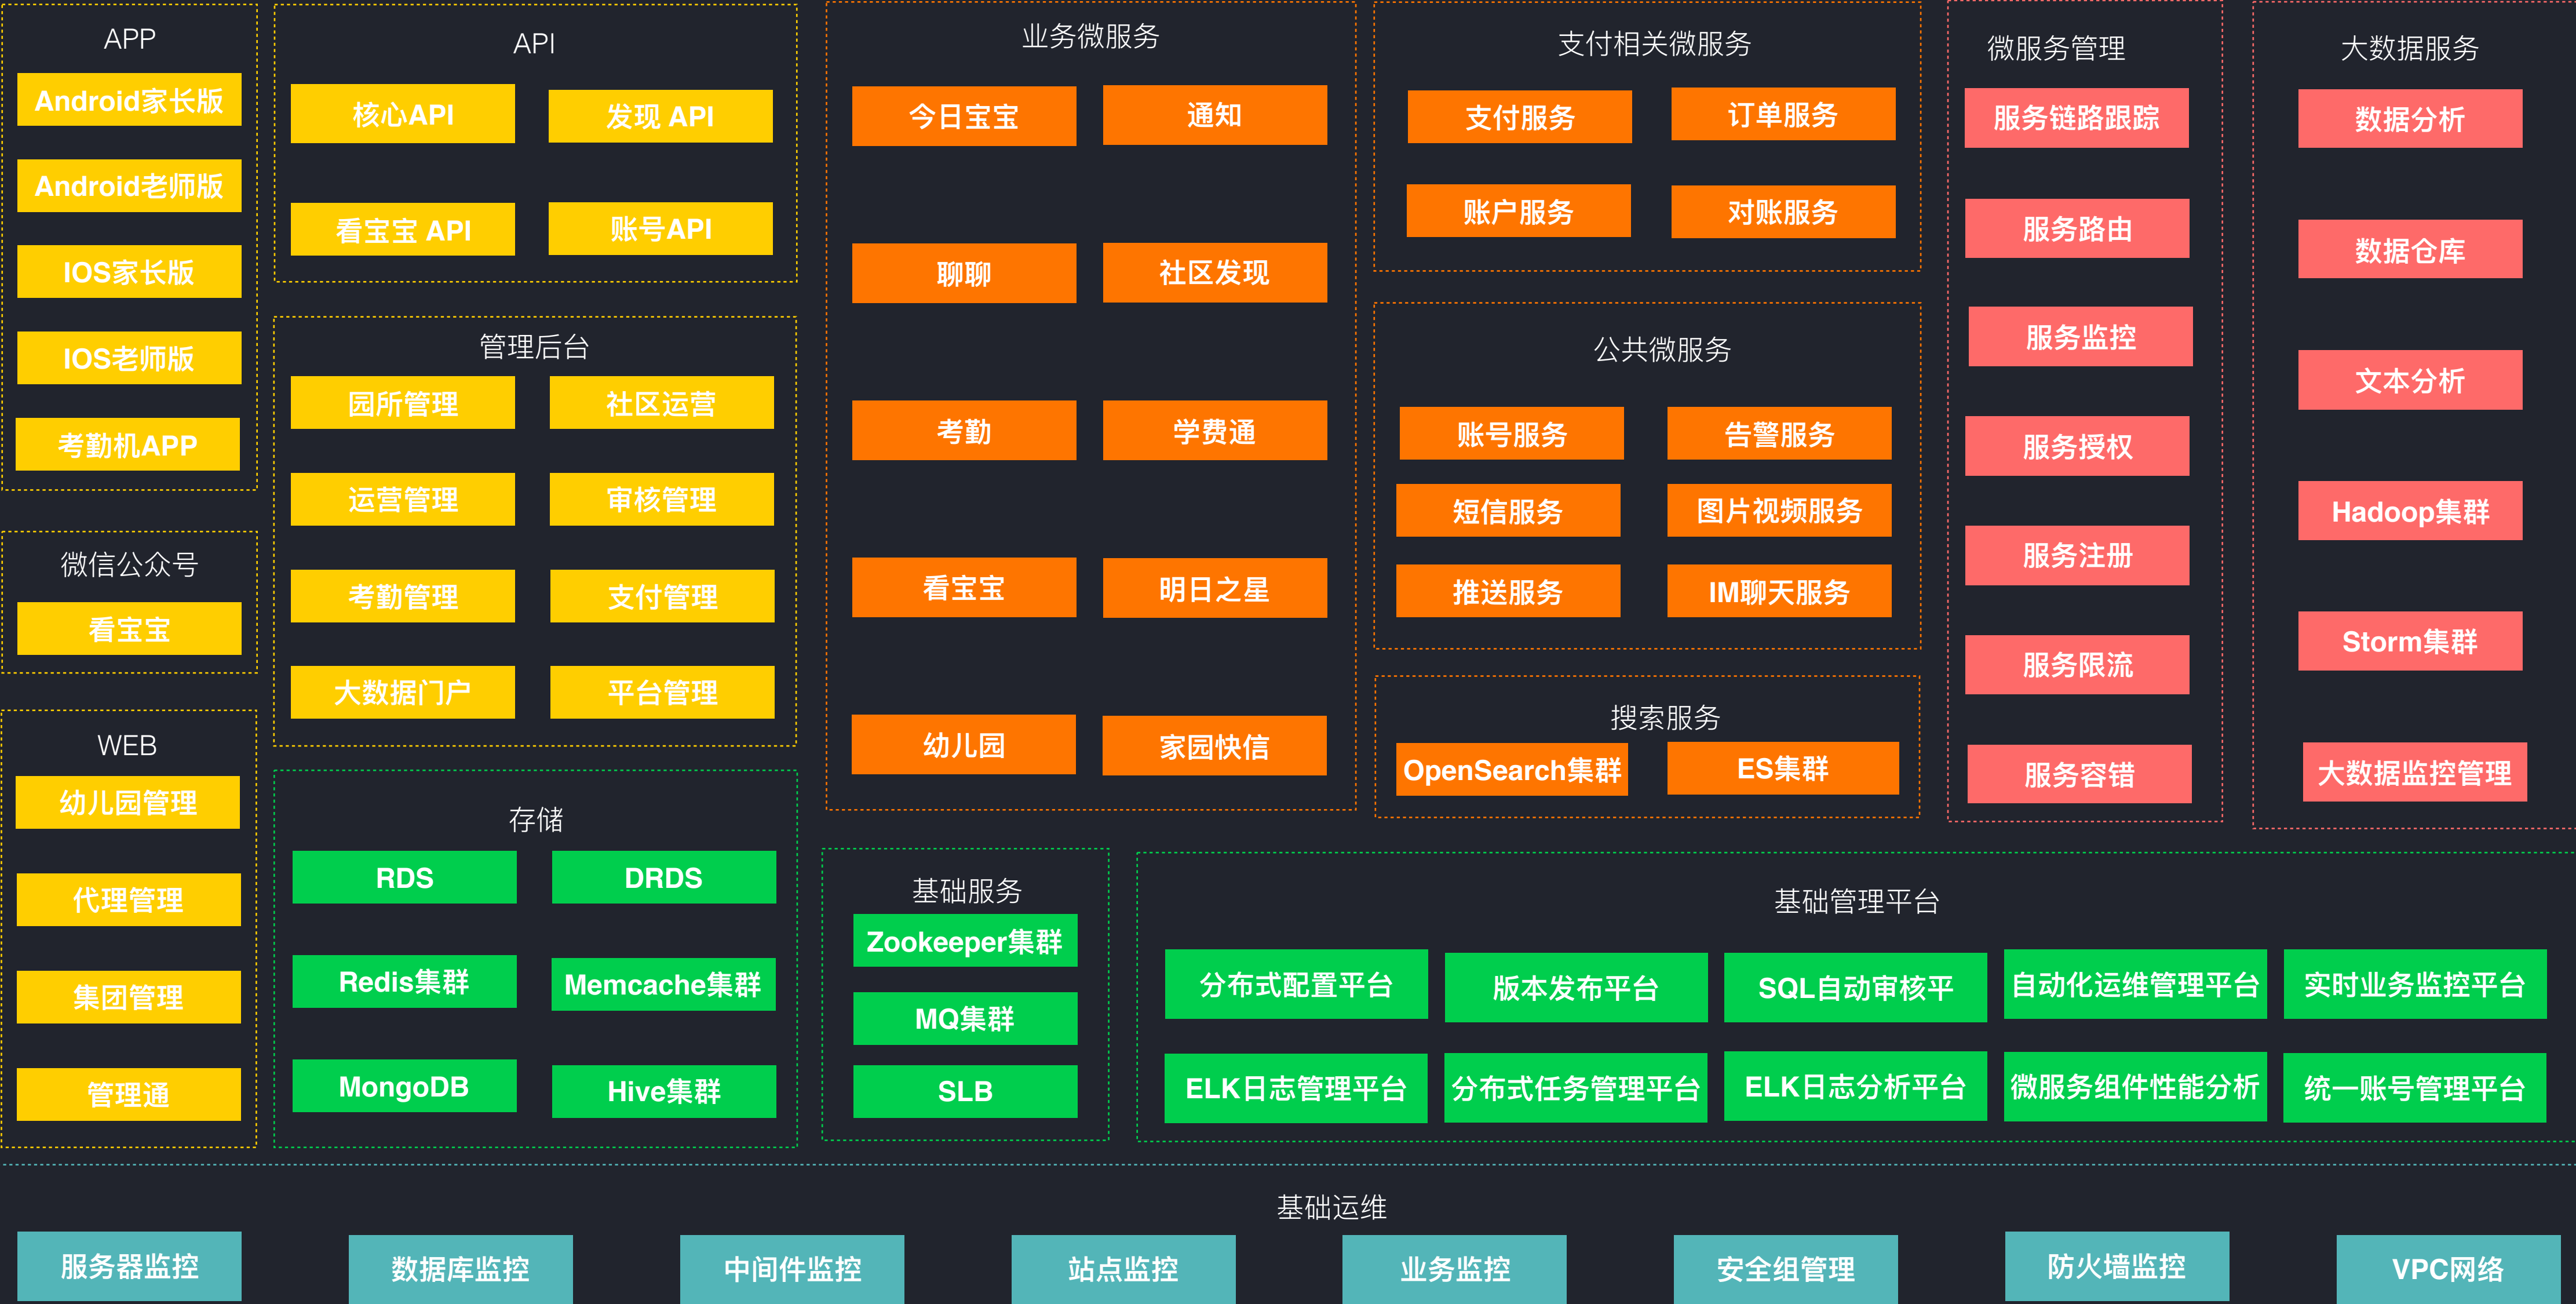 APP
Android家长版
Android老师版
IOS家长版
IOS老师版
考勤机APP
微信公众号
看宝宝
WEB
幼儿园管理
代理管理
集团管理
管理通
API
核心API
发现 API
看宝宝 API
账号API
管理后台
园所管理
社区运营
运营管理
审核管理
考勤管理
支付管理
大数据门户
平台管理
存储
RDS
DRDS
Redis集群
Memcache集群
MongoDB
Hive集群
业务微服务
今日宝宝
通知
聊聊
社区发现
考勤
学费通
看宝宝
明日之星
幼儿园
家园快信
支付相关微服务
支付服务
订单服务
账户服务
对账服务
公共微服务
账号服务
告警服务
短信服务
图片视频服务
推送服务
IM聊天服务
搜索服务
OpenSearch集群
ES集群
微服务管理
服务链路跟踪
服务路由
服务监控
服务授权
服务注册
服务限流
服务容错
大数据服务
数据分析
数据仓库
文本分析
Hadoop集群
Storm集群
大数据监控管理
基础服务
Zookeeper集群
MQ集群
SLB
基础管理平台
分布式配置平台
版本发布平台
SQL自动审核平
自动化运维管理平台
实时业务监控平台
ELK日志管理平台
分布式任务管理平台
ELK日志分析平台
微服务组件性能分析
统一账号管理平台
基础运维
服务器监控
数据库监控
中间件监控
站点监控
业务监控
安全组管理
防火墙监控
VPC网络